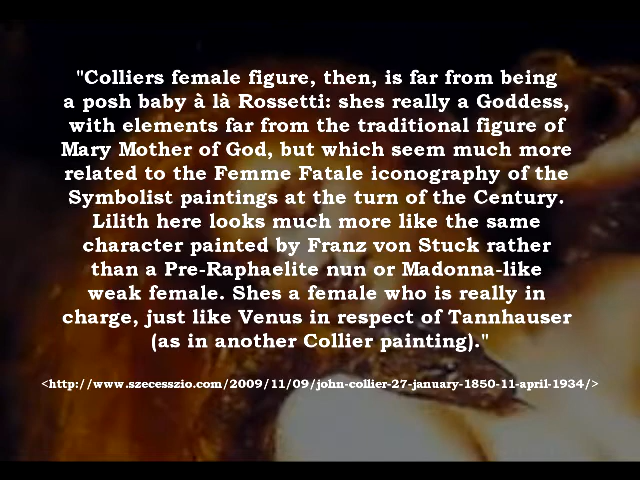 "Colliers female figure, then, is far from being
a posh baby à là Rossetti: shes really a Goddess,
with elements far from the traditional figure of
Mary Mother of God, but which seem much more
related to the Femme Fatale iconography of the
Symbolist paintings at the turn of the Century.
Lilith here looks much more like the same
character painted by Franz von Stuck rather
than a Pre-Raphaelite nun or Madonna-like
weak female. Shes a female who is really in
charge, just like Venus in respect of Tannhauser
(as in another Collier painting)."
<http://www.szecesszio.com/2009/11/09/john-collier-27-january-1850-11-april-1934/>